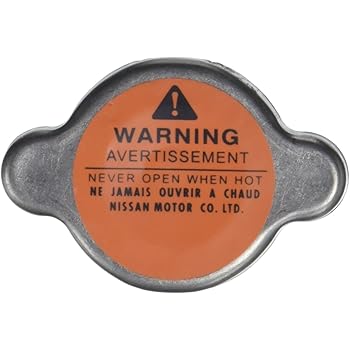 WARNING
AVERTISSEMENT
NEVER OPEN WHEN HOT
NE JAMAIS OUVRIR A CHAUD
NISSAN MOTOR CO. LTD.